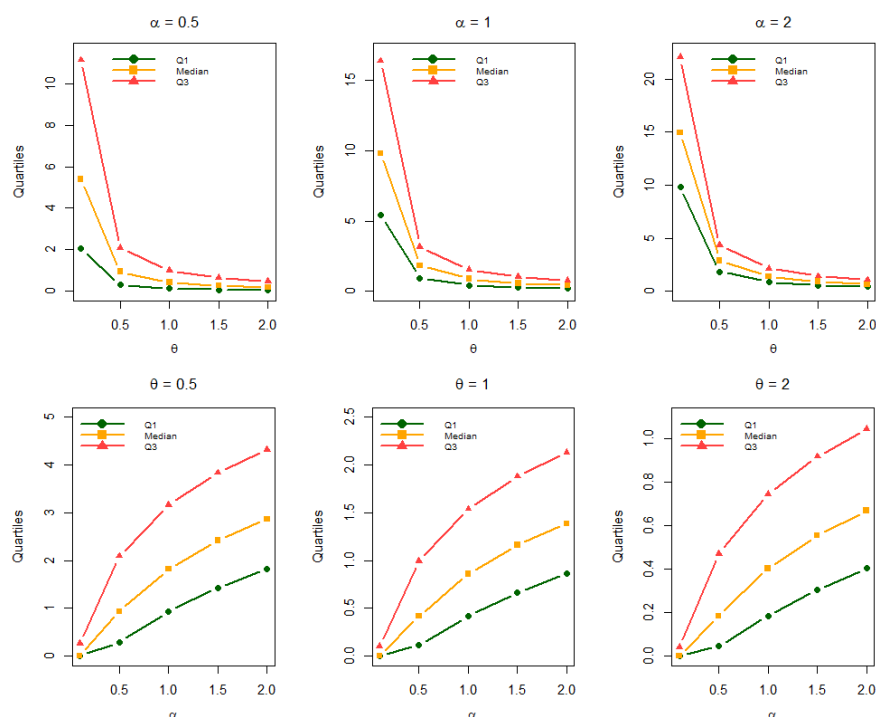 α = 0.5
Quartiles
0 2 4 6 8 10
Q1
Median
Q3
0.5 1.0 1.5 2.0
θ
α = 1
Quartiles
0 5 10 15
Q1
Median
Q3
0.5 1.0 1.5 2.0
θ
α = 2
Quartiles
0 5 10 15 20
Q1
Median
Q3
0.5 1.0 1.5 2.0
θ
θ = 0.5
Quartiles
0 1 2 3 4 5
Q1
Median
Q3
0.5 1.0 1.5 2.0
α
θ = 1
Quartiles
0.0 0.5 1.0 1.5 2.0 2.5
Q1
Median
Q3
0.5 1.0 1.5 2.0
α
θ = 2
Quartiles
0.0 0.2 0.4 0.6 0.8 1.0
Q1
Median
Q3
0.5 1.0 1.5 2.0
α